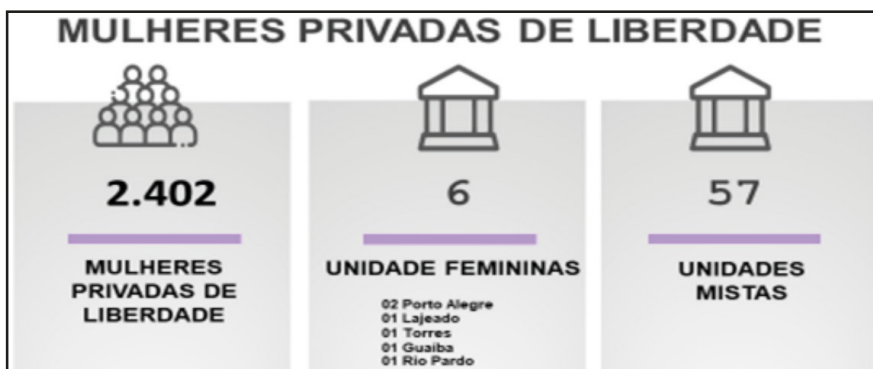 MULHERES PRIVADAS DE LIBERDADE
2.402
MULHERES
PRIVADAS DE
LIBERDADE
6
UNIDADE FEMININAS
02 Porto Alegre
01 Lajeado
01 Torres
01 Guaiba
01 Rio Pardo
57
UNIDADES
MISTAS